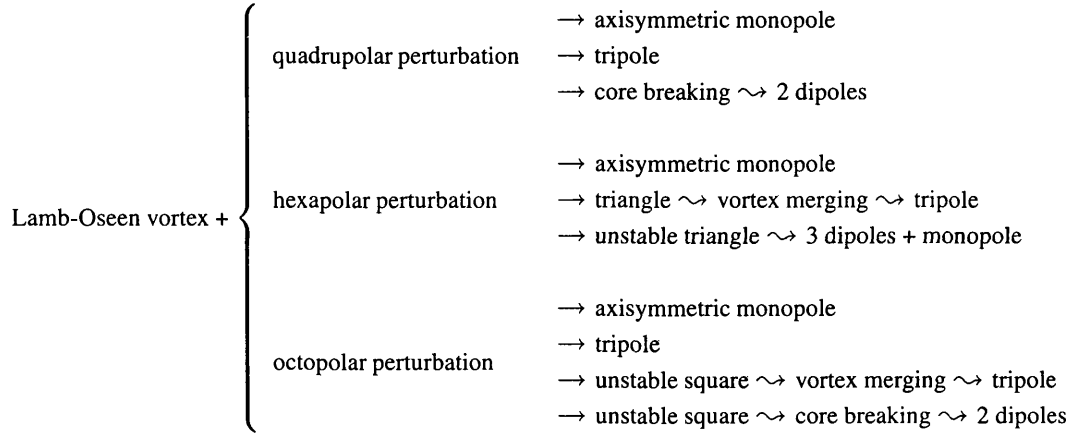 Lamb-Oseen vortex +
quadrupolar perturbation
→ axisymmetric monopole
→ tripole
→ core breaking ⤳ 2 dipoles
hexapolar perturbation
→ axisymmetric monopole
→ triangle ⤳ vortex merging ⤳ tripole
→ unstable triangle ⤳ 3 dipoles + monopole
octopolar perturbation
→ axisymmetric monopole
→ tripole
→ unstable square ⤳ vortex merging ⤳ tripole
→ unstable square ⤳ core breaking ⤳ 2 dipoles